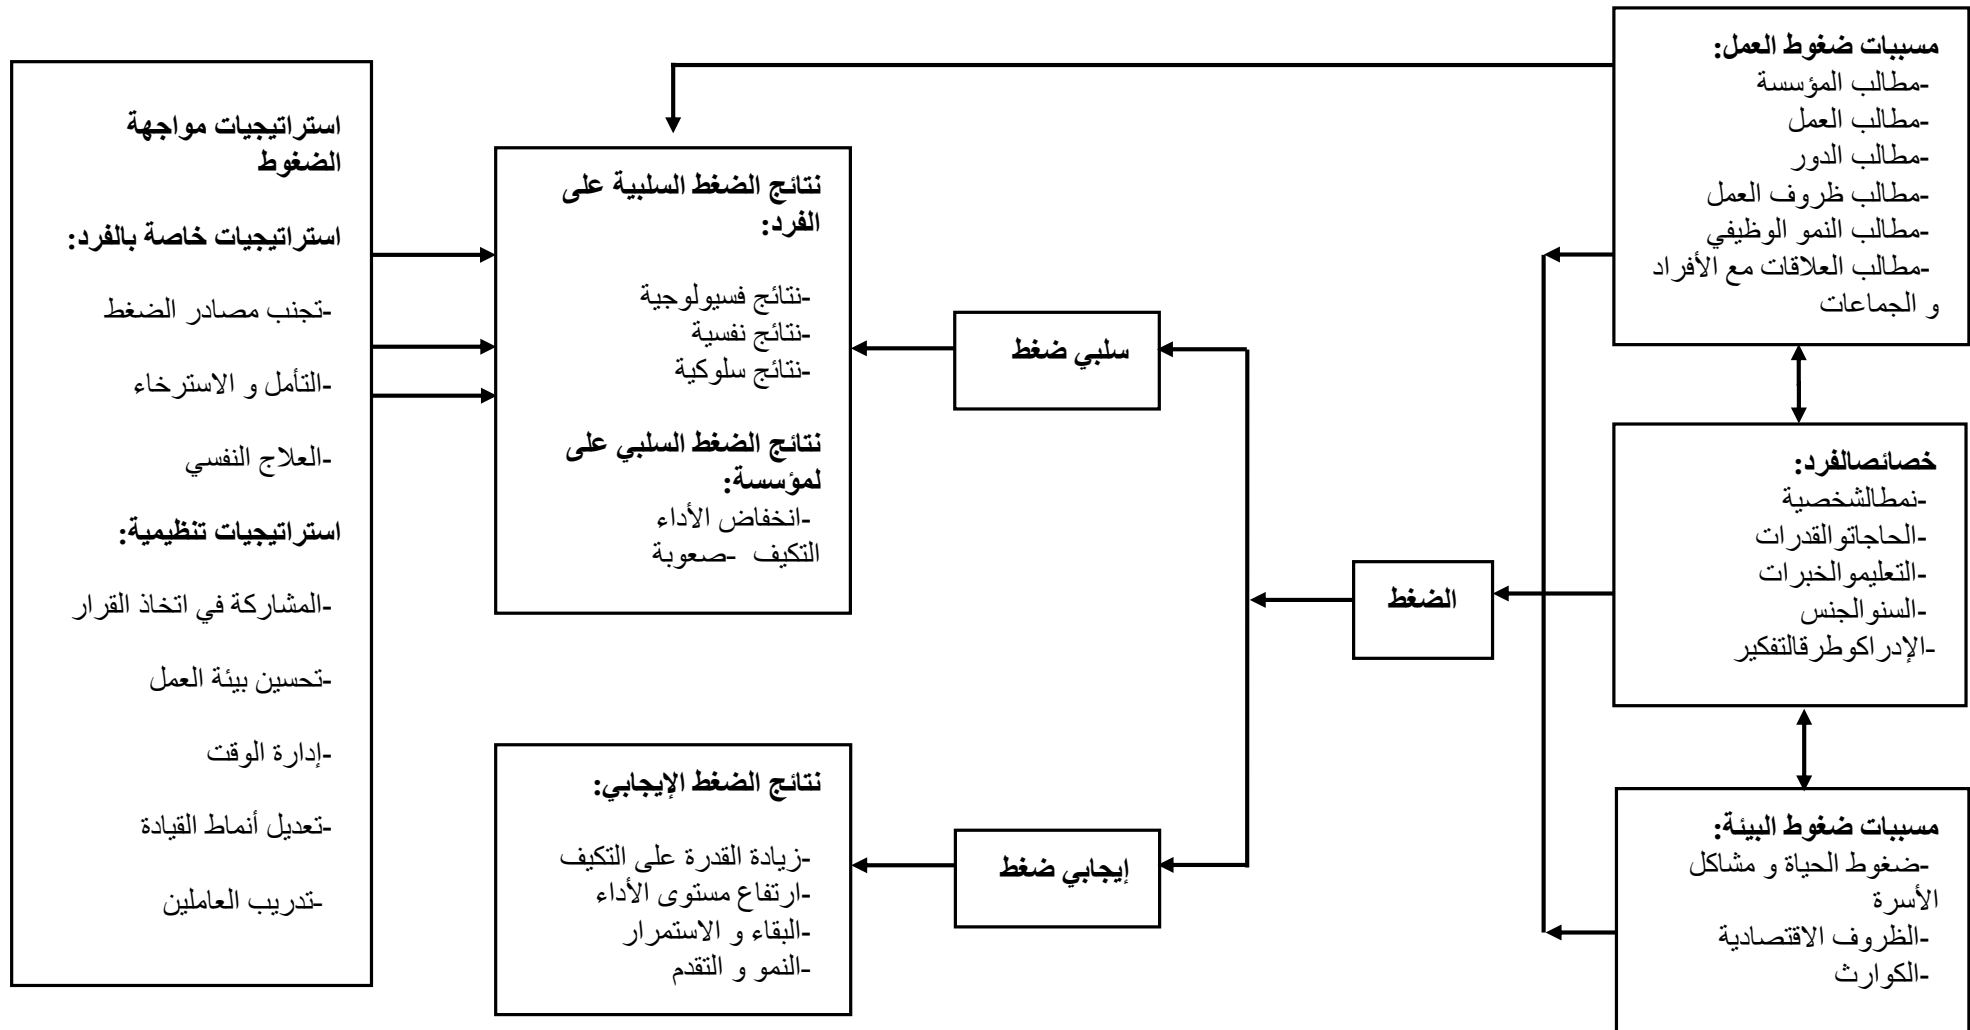 مسببات ضغوط العمل:
-مطالب المؤسسة
-مطالب العمل
-مطالب الدور
-مطالب ظروف العمل
-مطالب النمو الوظيفي
-مطالب العلاقات مع الأفراد
و الجماعات
خصائصالفرد:
-نمطالشخصية
-الحاجاتوالقدرات
-التعليموالخبرات
-السنوالجنس
-الإدراكوطرقالتفكير
مسببات ضغوط البيئة:
-ضغوط الحياة و مشاكل
الأسرة
-الظروف الاقتصادية
-الكوارث
الضغط
سلبي ضغط
إيجابي ضغط
نتائج الضغط السلبية على
الفرد:
-نتائج فسيولوجية
-نتائج نفسية
-نتائج سلوكية
نتائج الضغط السلبي على
لمؤسسة:
-انخفاض الأداء
التكيف -صعوبة
نتائج الضغط الإيجابي:
-زيادة القدرة على التكيف
-ارتفاع مستوى الأداء
-البقاء و الاستمرار
-النمو و التقدم
استراتيجيات مواجهة
الضغوط
استراتيجيات خاصة بالفرد:
-تجنب مصادر الضغط
-التأمل و الاسترخاء
-العلاج النفسي
استراتيجيات تنظيمية:
-المشاركة في اتخاذ القرار
-تحسين بيئة العمل
-إدارة الوقت
-تعديل أنماط القيادة
-تدريب العاملين